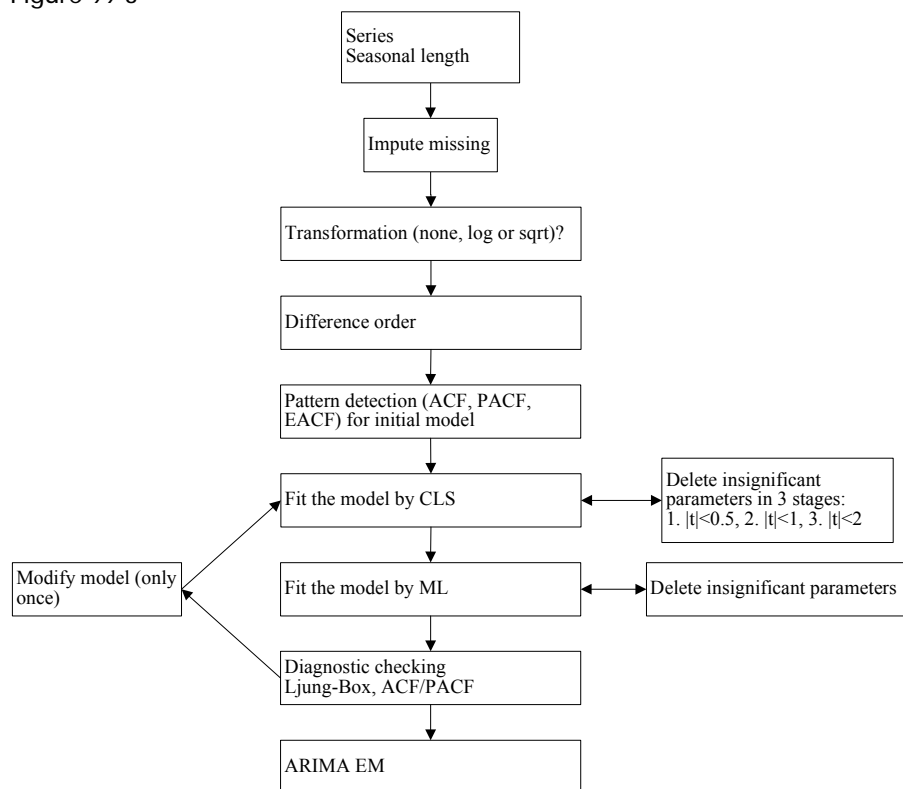 Series
Seasonal length
Impute missing
Transformation (none, log or sqrt)?
Difference order
Pattern detection (ACF, PACF,
EACF) for initial model
Fit the model by CLS
Delete insignificant
parameters in 3 stages:
1. |t|<0.5, 2. |t|<1, 3. |t|<2
Modify model (only
once)
Fit the model by ML
Delete insignificant parameters
Diagnostic checking
Ljung-Box, ACF/PACF
ARIMA EM